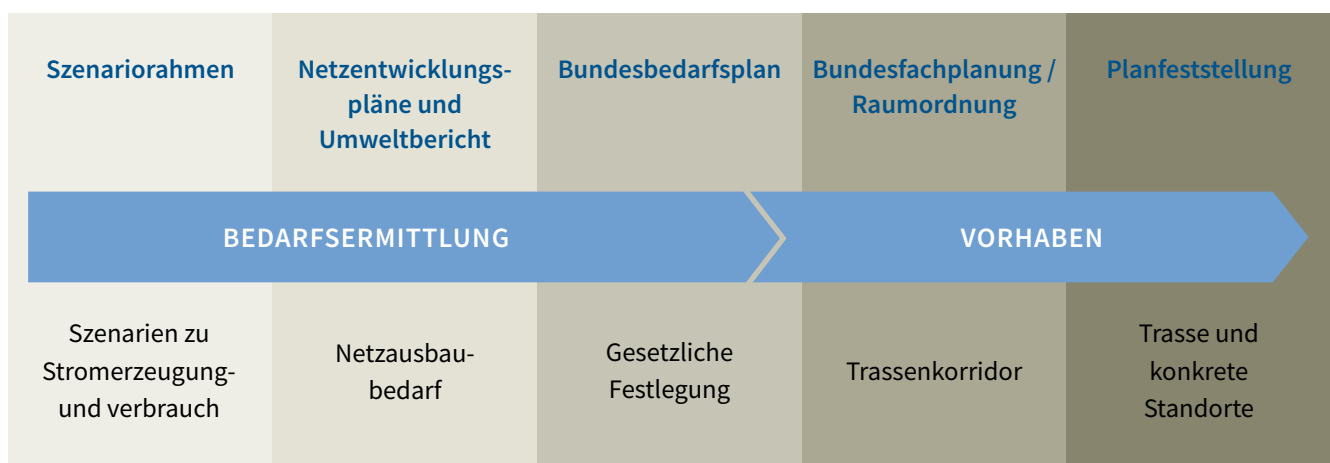 Szenariorahmen
Netzentwicklungs-
pläne und
Umweltbericht
Bundesbedarfsplan
Bundesfachplanung /
Raumordnung
Planfeststellung
BEDARFSERMITTLUNG
VORHABEN
Szenarien zu
Stromerzeugung-
und verbrauch
Netzausbau-
bedarf
Gesetzliche
Festlegung
Trassenkorridor
Trasse und
konkrete
Standorte